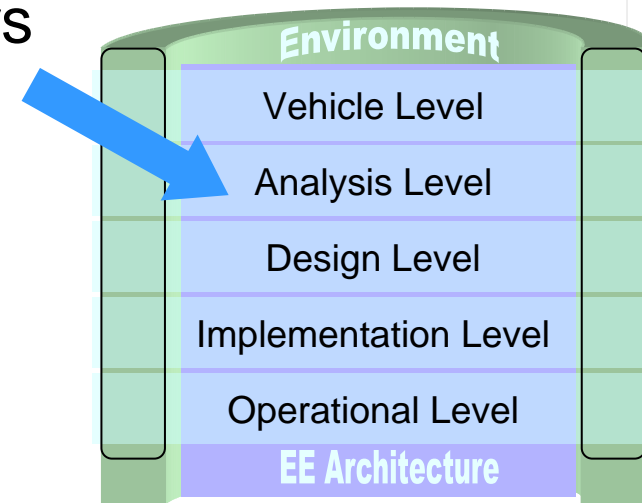 Environment
Vehicle Level
Analysis Level
Design Level
Implementation Level
Operational Level
EE Architecture